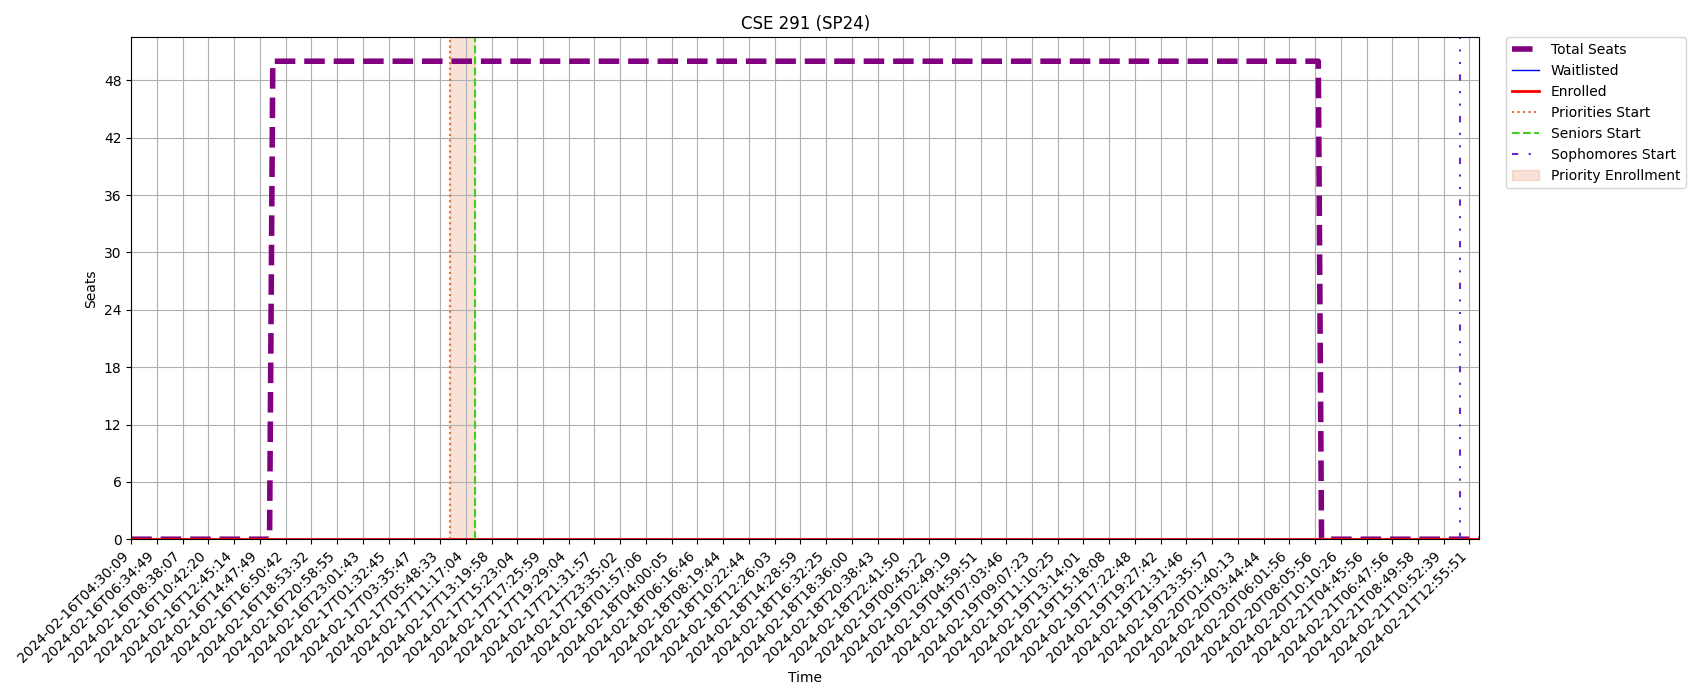 CSE 291 (SP24)
Total Seats
Waitlisted
Enrolled
Priorities Start
Seniors Start
Sophomores Start
Priority Enrollment
Seats
48
42
36
30
24
18
12
6
0
2024-02-16T04:30:09
2024-02-16T06:34:49
2024-02-16T08:38:07
2024-02-16T10:42:20
2024-02-16T12:45:14
2024-02-16T14:47:49
2024-02-16T16:50:42
2024-02-16T18:53:32
2024-02-16T20:58:55
2024-02-16T23:01:43
2024-02-17T01:32:45
2024-02-17T03:35:47
2024-02-17T05:48:33
2024-02-17T11:17:04
2024-02-17T13:19:58
2024-02-17T15:23:04
2024-02-17T17:25:59
2024-02-17T19:29:04
2024-02-17T21:31:57
2024-02-17T23:35:02
2024-02-18T01:57:06
2024-02-18T04:00:05
2024-02-18T06:16:46
2024-02-18T08:19:44
2024-02-18T10:22:44
2024-02-18T12:26:03
2024-02-18T14:28:59
2024-02-18T16:32:25
2024-02-18T18:36:00
2024-02-18T20:38:43
2024-02-18T22:41:50
2024-02-19T00:45:22
2024-02-19T02:49:19
2024-02-19T04:59:51
2024-02-19T07:03:46
2024-02-19T09:07:23
2024-02-19T11:10:25
2024-02-19T13:14:01
2024-02-19T15:18:08
2024-02-19T17:22:48
2024-02-19T19:27:42
2024-02-19T21:31:46
2024-02-19T23:35:57
2024-02-20T01:40:13
2024-02-20T03:44:44
2024-02-20T06:01:56
2024-02-20T08:05:56
2024-02-20T10:10:26
2024-02-21T04:45:56
2024-02-21T06:47:56
2024-02-21T08:49:58
2024-02-21T10:52:39
2024-02-21T12:55:51
Time